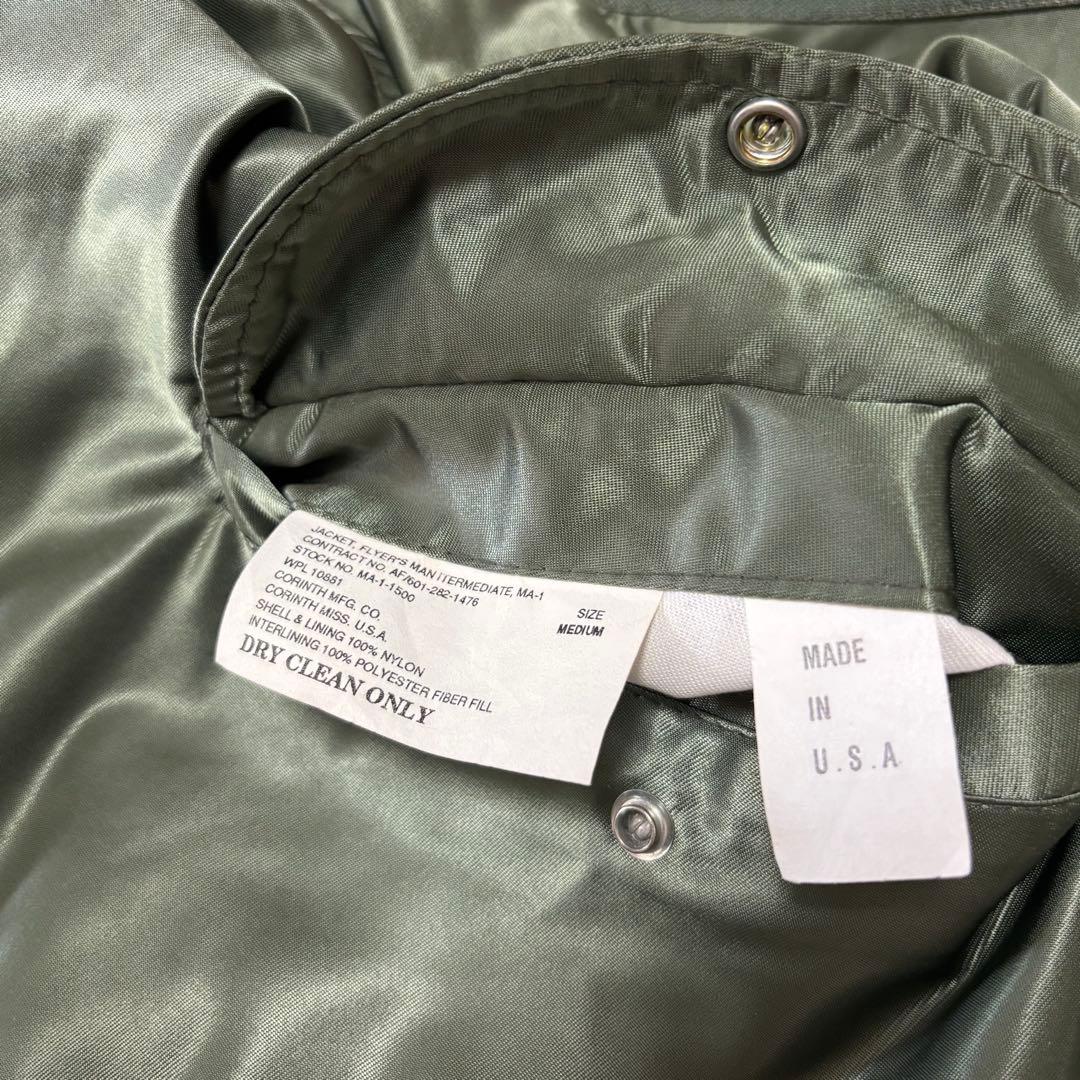 JACKET, FLYER'S MAN ITERMEDIATE, MA-1
CONTRACT NO. AF/601-282-1476
STOCK NO. MA-1-1500
WPL 10881
CORINTH MFG. CO.
CORINTH MISS. U.S.A.
SHELL & LINING 100% NYLON
INTERLINING 100% POLYESTER FIBER FILL
DRY CLEAN ONLY
SIZE
MEDIUM
MADE
IN
U.S.A